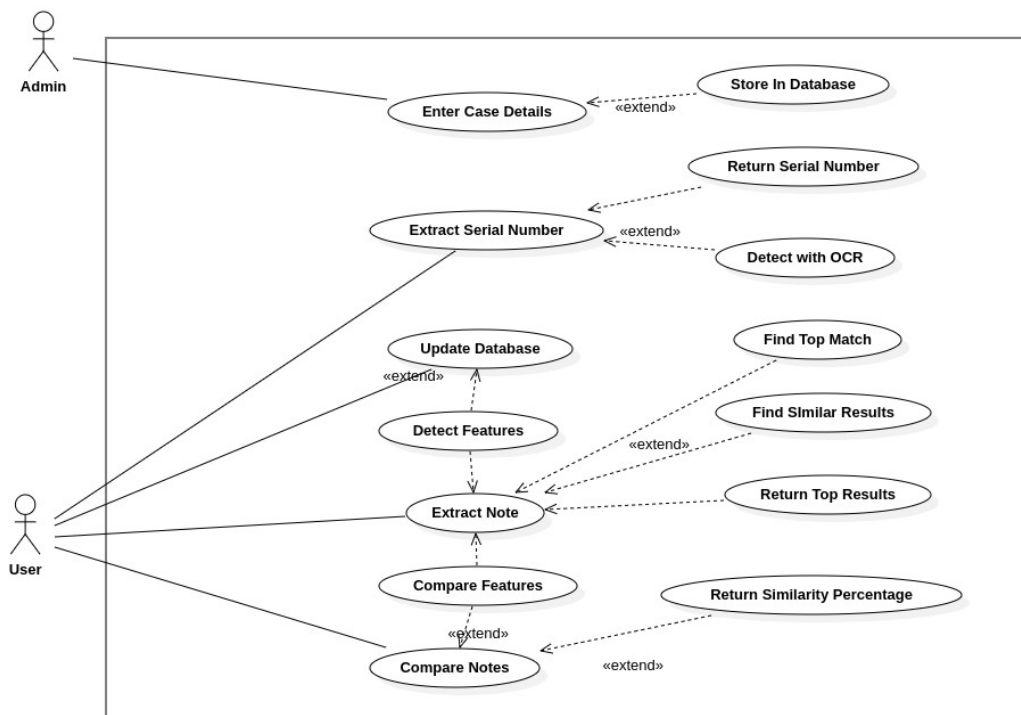 Admin
Store In Database
Enter Case Details
«extend»
Return Serial Number
Extract Serial Number
«extend»
Detect with OCR
Find Top Match
Update Database
«extend»
Find SImilar Results
Detect Features
«extend»
Return Top Results
Extract Note
User
Compare Features
Return Similarity Percentage
«extend»
Compare Notes
«extend»